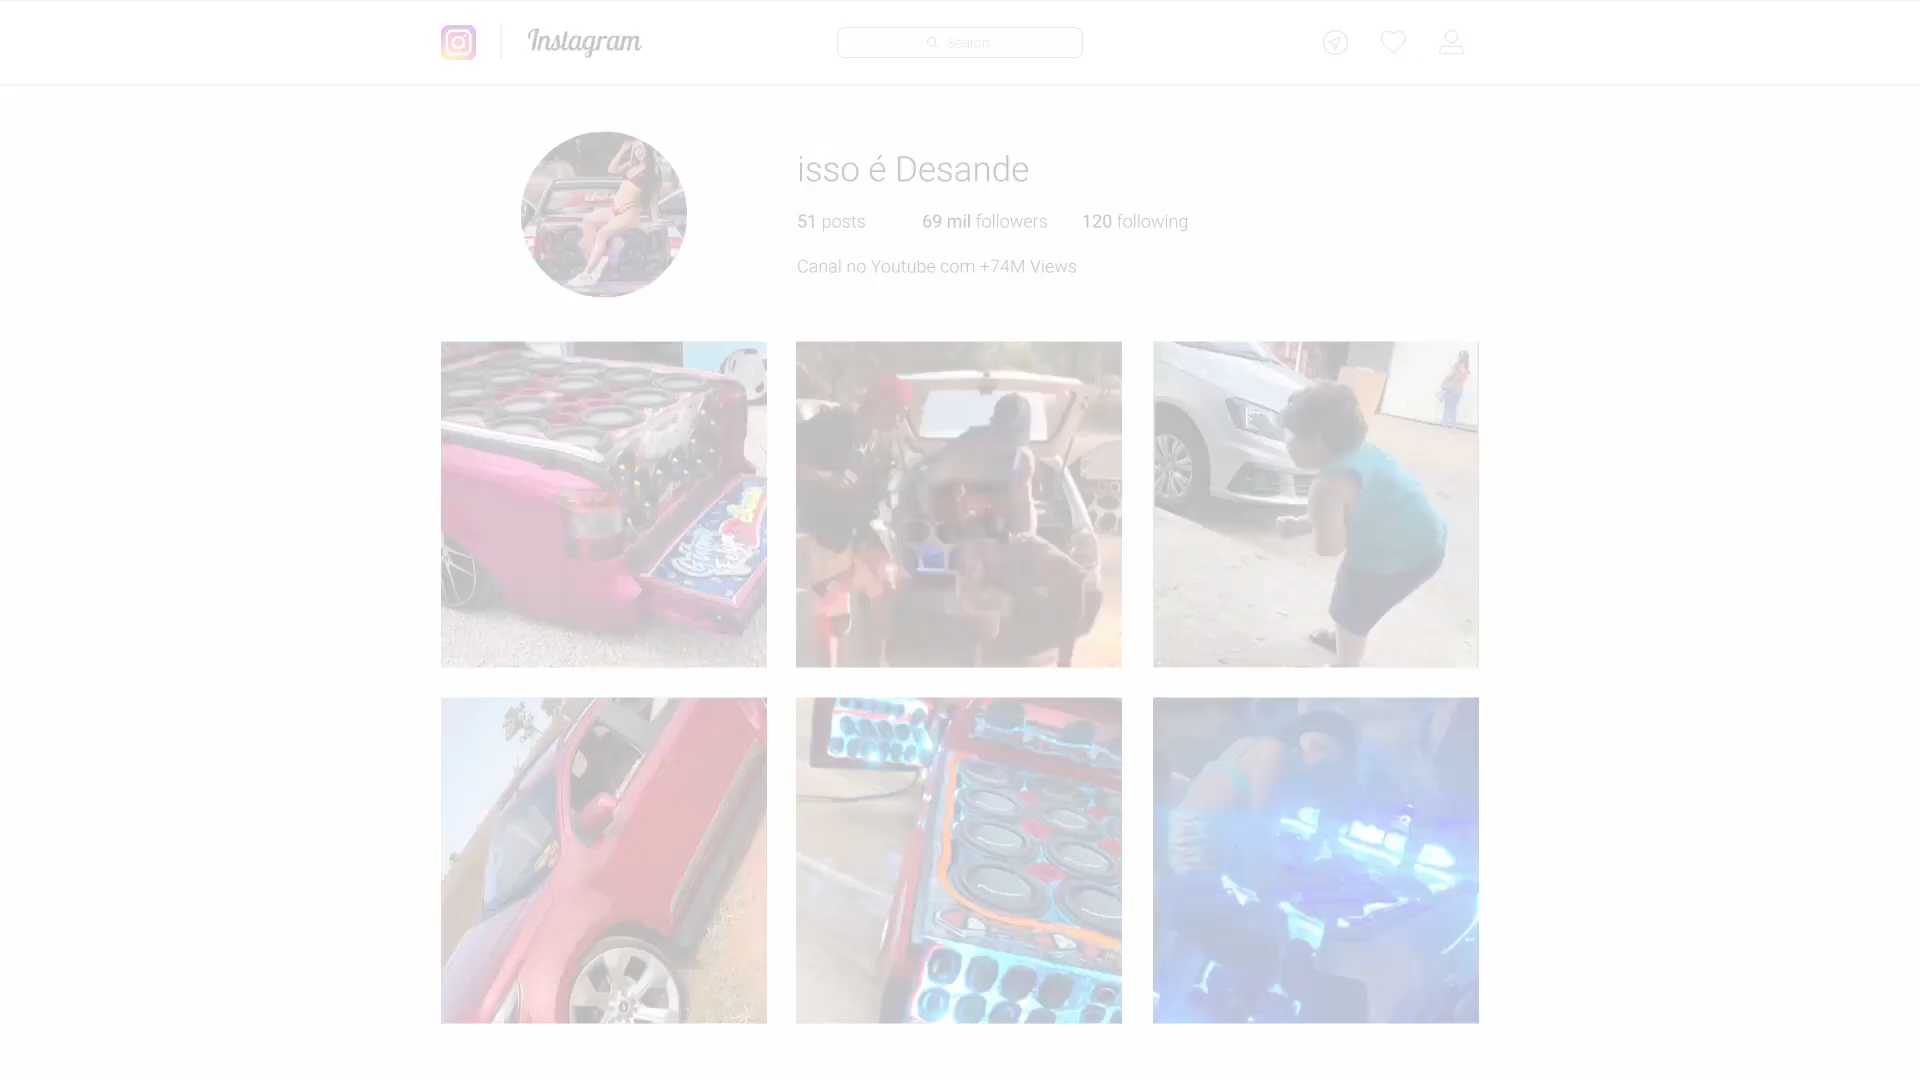 Instagram
Search
isso é Desande
51 posts 69 mil followers 120 following
Canal no Youtube com +74M Views